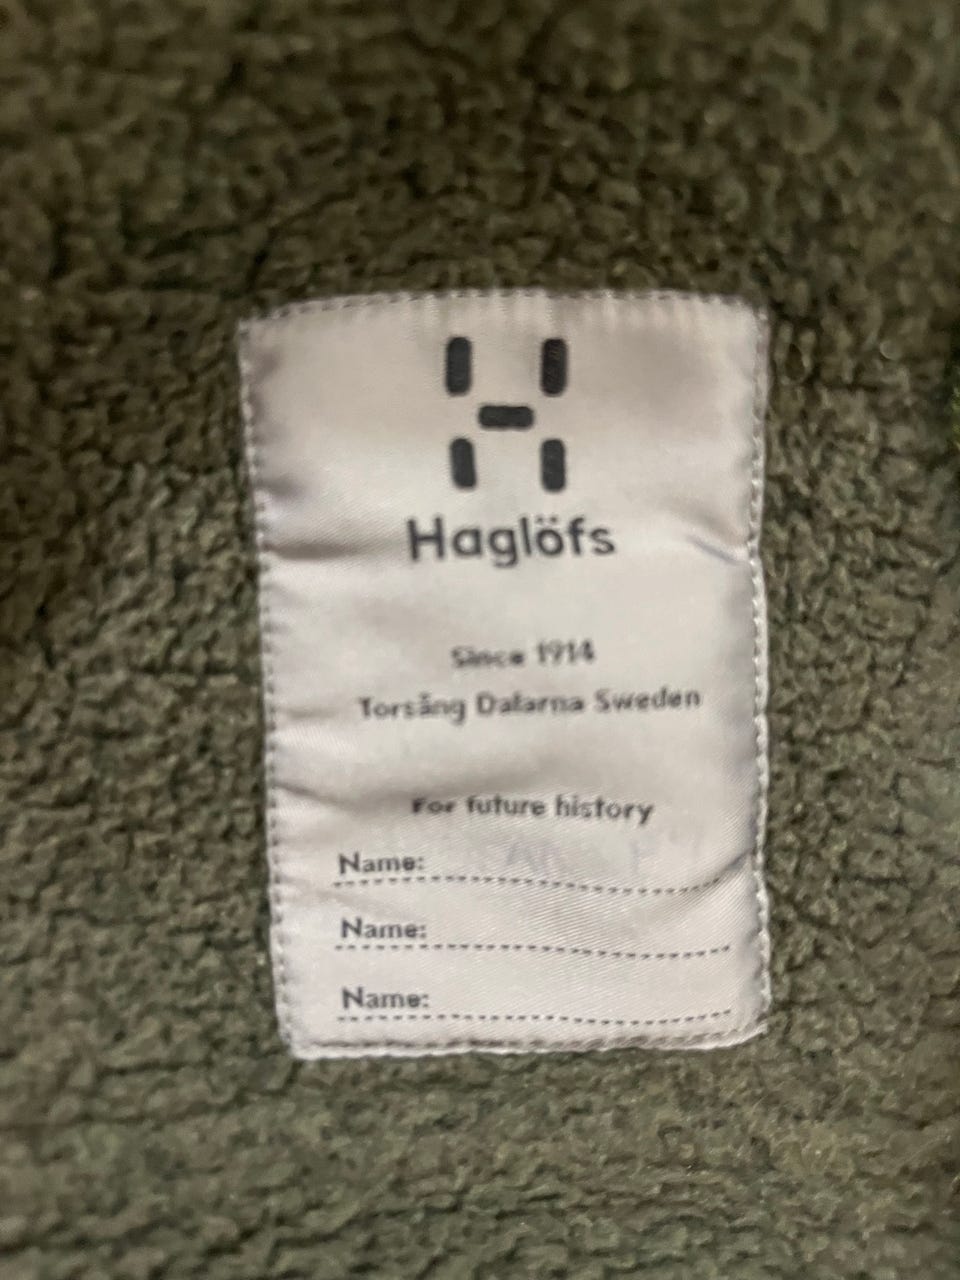 Haglöfs
Since 1914
Torsång Dalarna Sweden
For future history
Name:
Name:
Name: